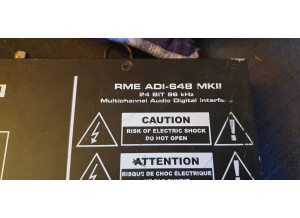 RME ADI-648 MKII
24 BIT 96 kHz
Multichannel Audio Digital Interface
CAUTION
RISK OF ELECTRIC SHOCK
DO NOT OPEN
ATTENTION
RISQUE DE CHOC ÉLECTRIQUE